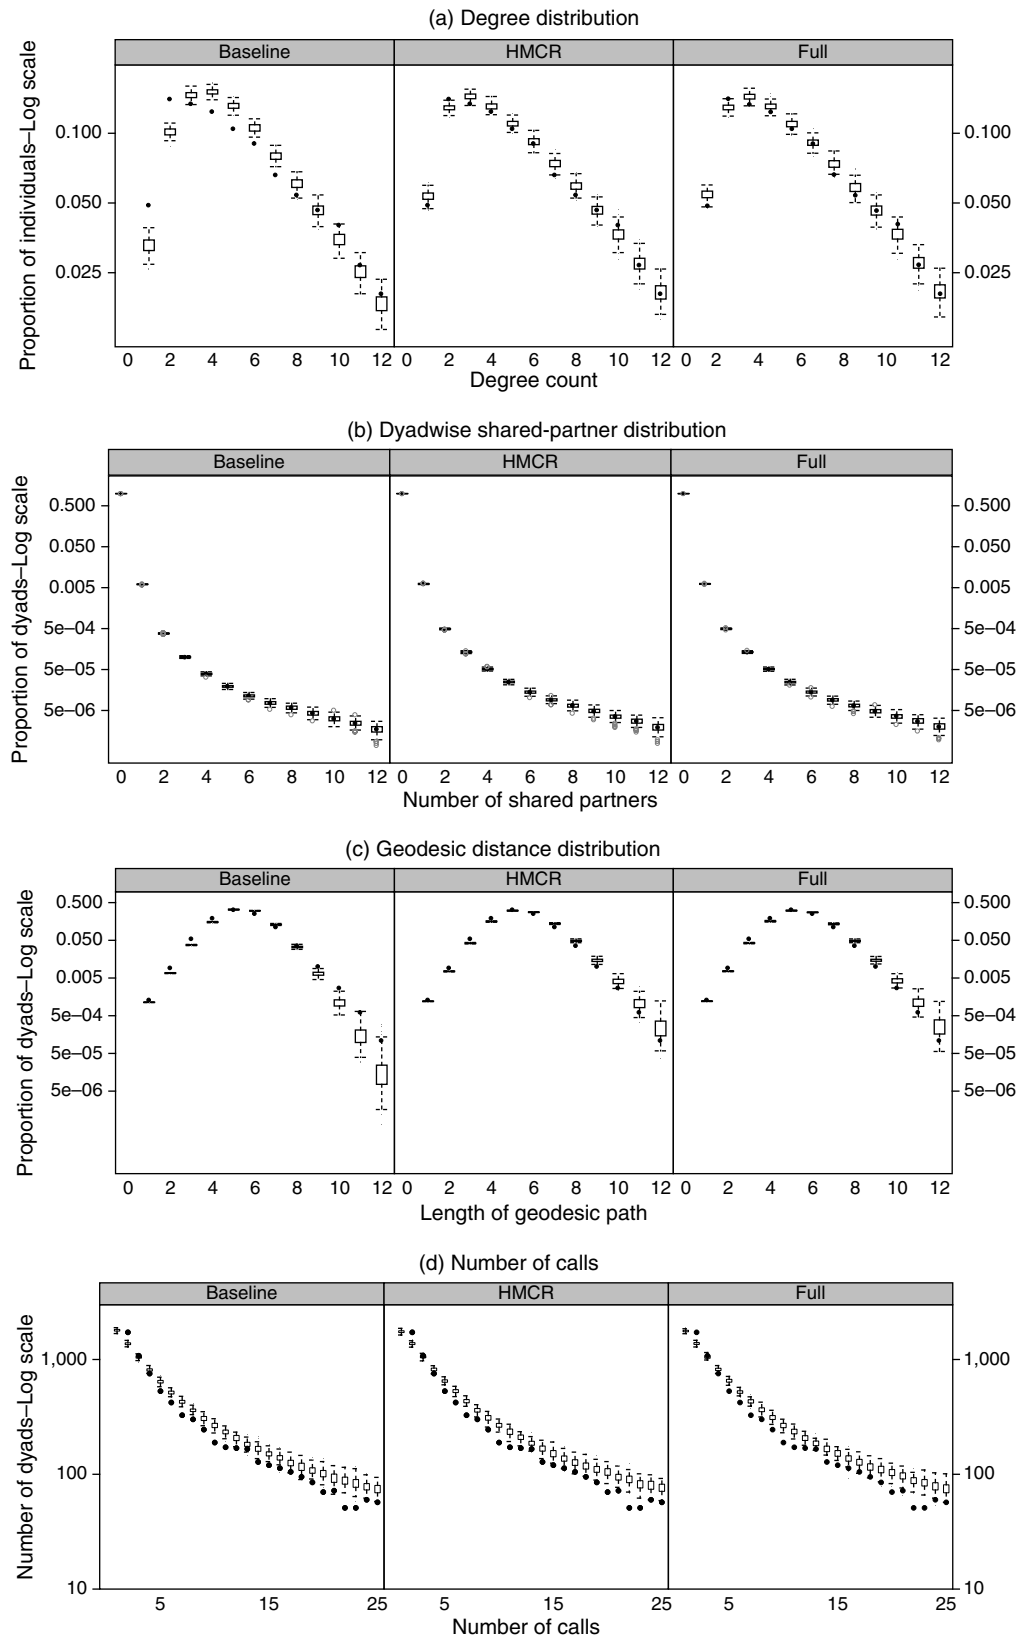 (a) Degree distribution
Baseline HMCR Full
Proportion of individuals–Log scale
0.100 0.100
0.050 0.050
0.025 0.025
0 2 4 6 8 10 12 0 2 4 6 8 10 12 0 2 4 6 8 10 12
Degree count
(b) Dyadwise shared-partner distribution
Baseline HMCR Full
Proportion of dyads–Log scale
0.500 0.500
0.050 0.050
0.005 0.005
5e–04 5e–04
5e–05 5e–05
5e–06 5e–06
0 2 4 6 8 10 12 0 2 4 6 8 10 12 0 2 4 6 8 10 12
Number of shared partners
(c) Geodesic distance distribution
Baseline HMCR Full
Proportion of dyads–Log scale
0.500 0.500
0.050 0.050
0.005 0.005
5e–04 5e–04
5e–05 5e–05
5e–06 5e–06
0 2 4 6 8 10 12 0 2 4 6 8 10 12 0 2 4 6 8 10 12
Length of geodesic path
(d) Number of calls
Baseline HMCR Full
Number of dyads–Log scale
1,000 1,000
100 100
10 10
5 15 25 5 15 25 5 15 25
Number of calls